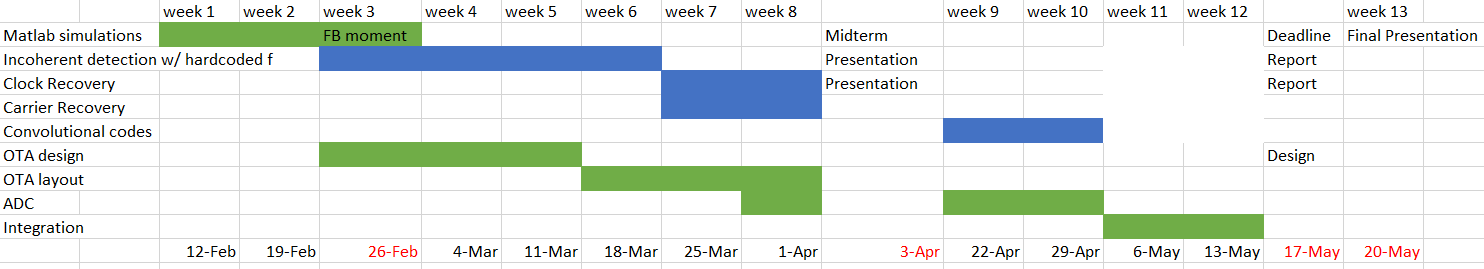 week 1 week 2 week 3 week 4 week 5 week 6 week 7 week 8 week 9 week 10 week 11 week 12 week 13
Matlab simulations FB moment Midterm Deadline Final Presentation
Incoherent detection w/ hardcoded f Presentation Report
Clock Recovery Presentation Report
Carrier Recovery
Convolutional codes
OTA design Design
OTA layout
ADC
Integration
12-Feb 19-Feb 26-Feb 4-Mar 11-Mar 18-Mar 25-Mar 1-Apr 3-Apr 22-Apr 29-Apr 6-May 13-May 17-May 20-May